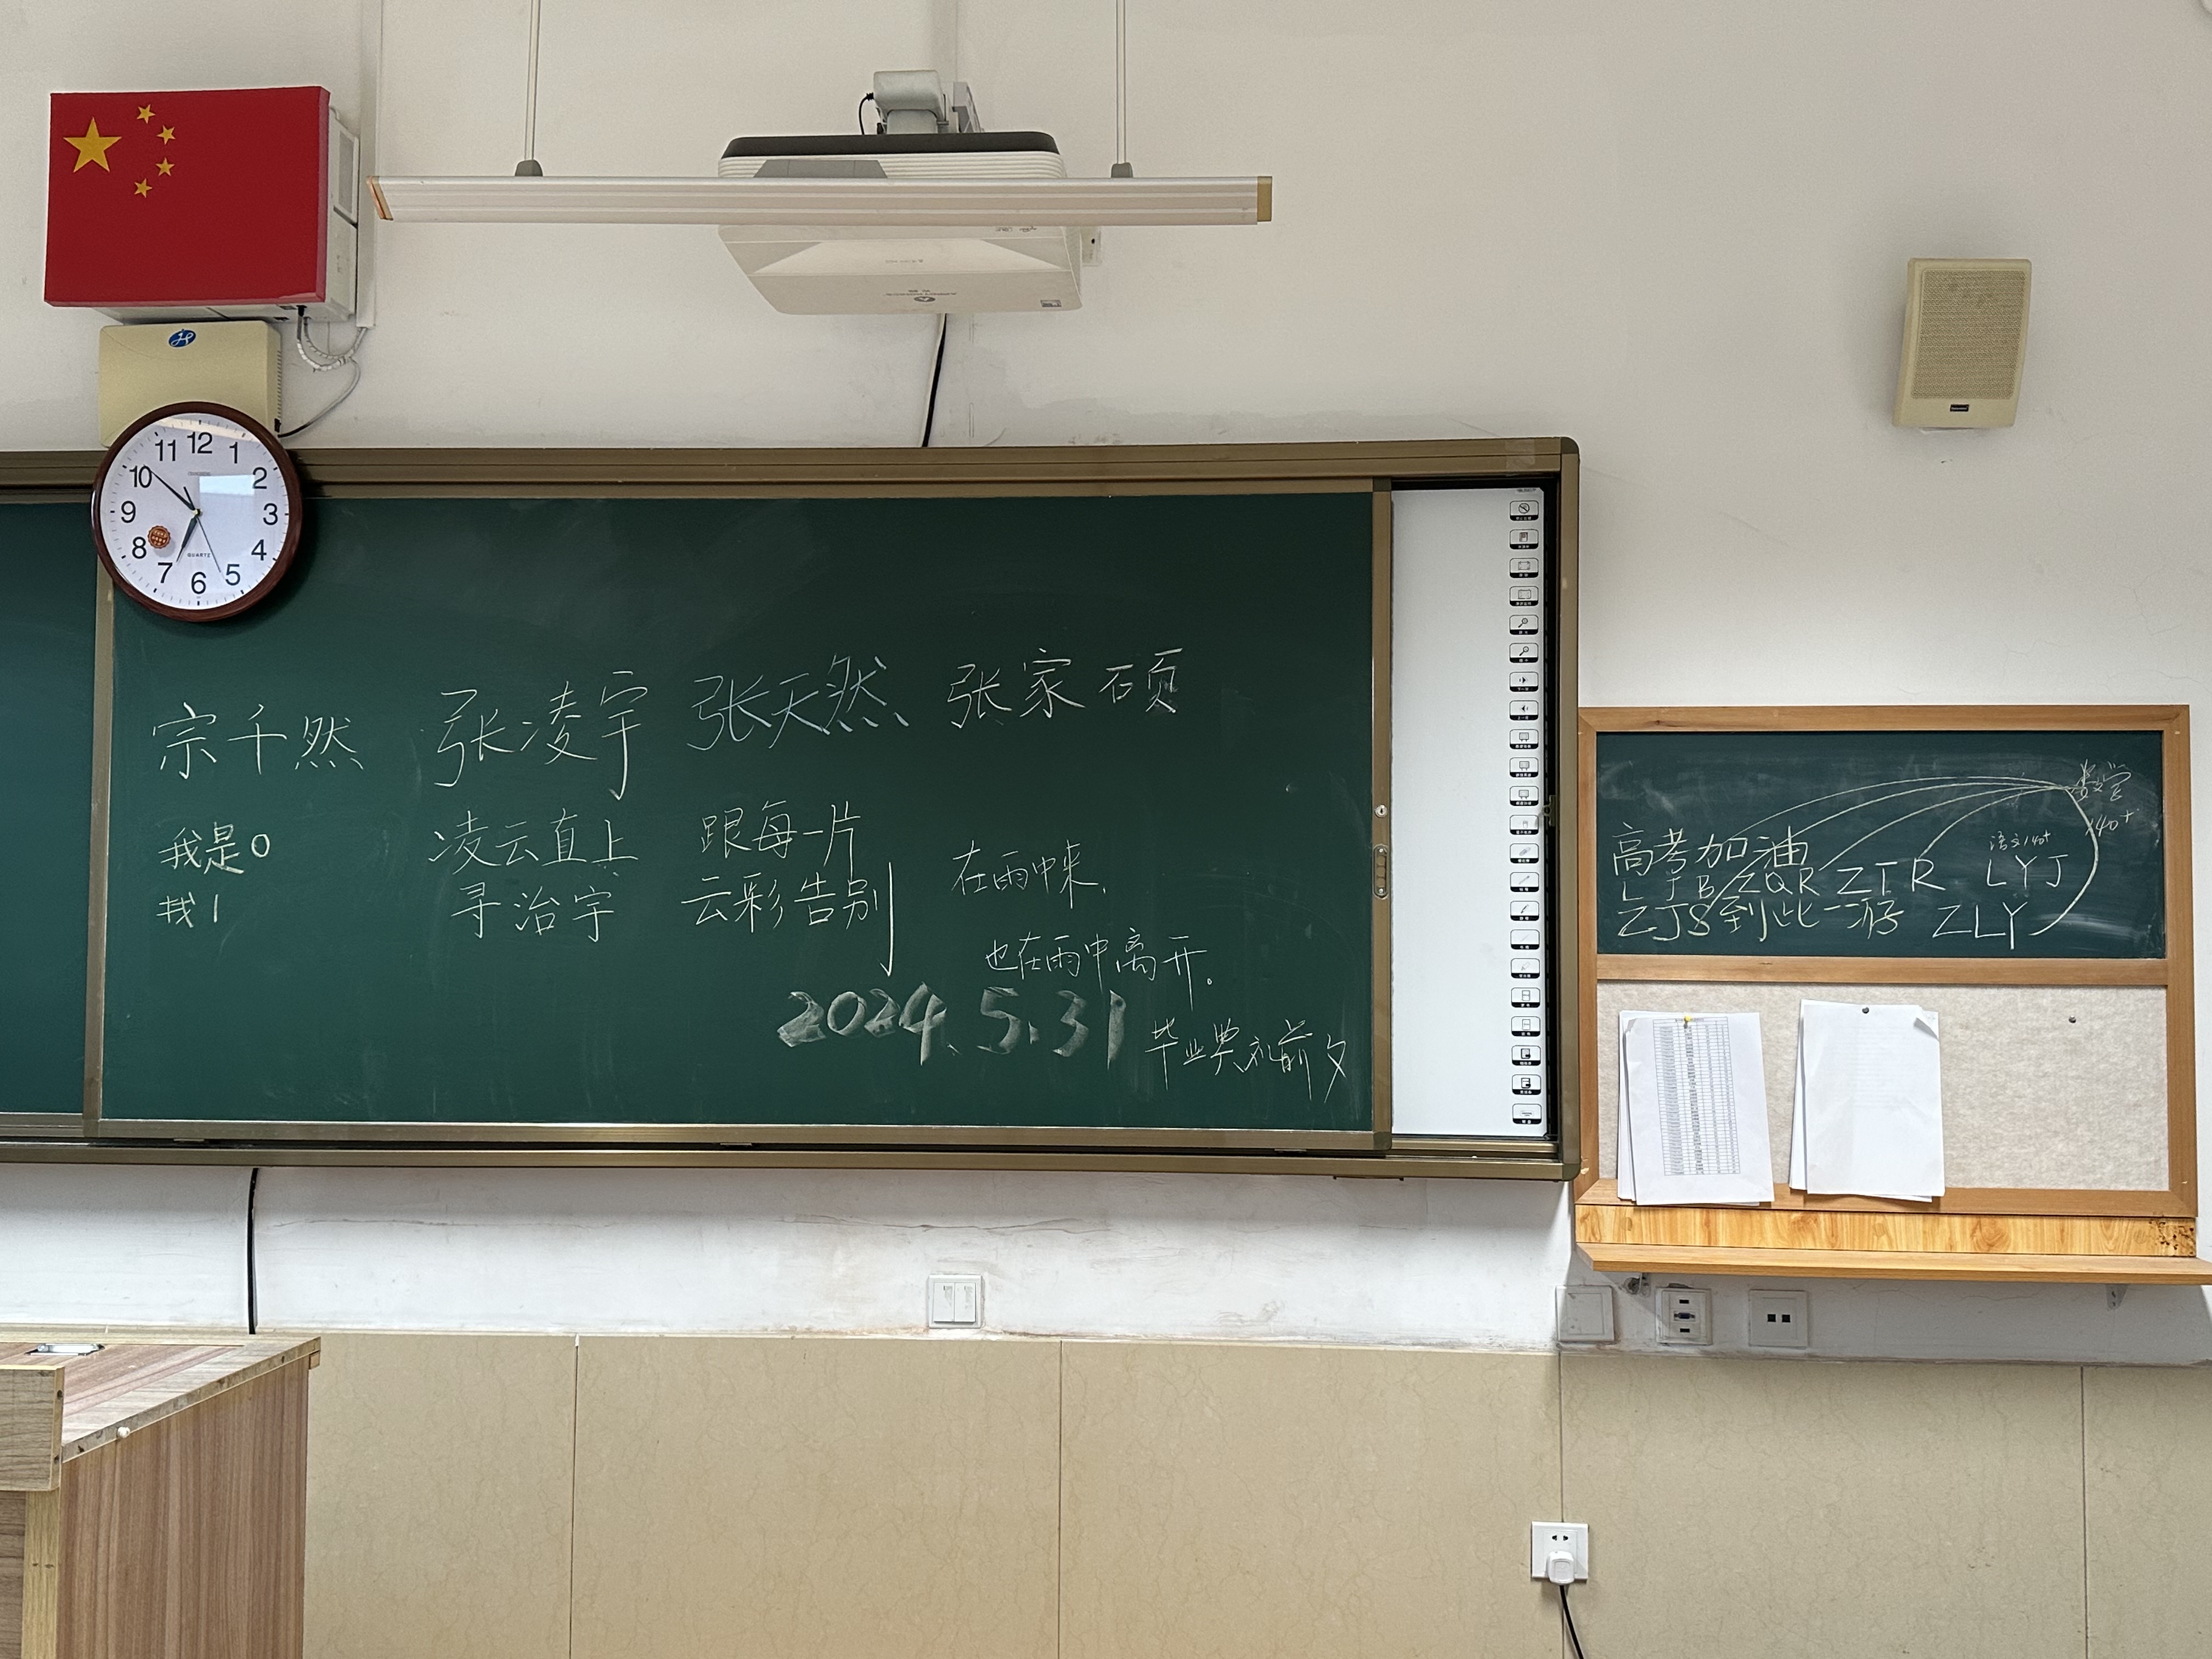 宗千然 张凌宇 张天然 张家硕
我是0
我1
凌云直上
寻治宇
跟每一片
云彩告别
在雨中来,
也在雨中离开。
2024.5.31
毕业典礼前夕
11 12 1
10 2
9 3
8 4
7 6 5
QUARTZ
数学
140+
高考加油
语文140+
LJB ZQR ZTR LYJ
ZJS到此一游 ZLY